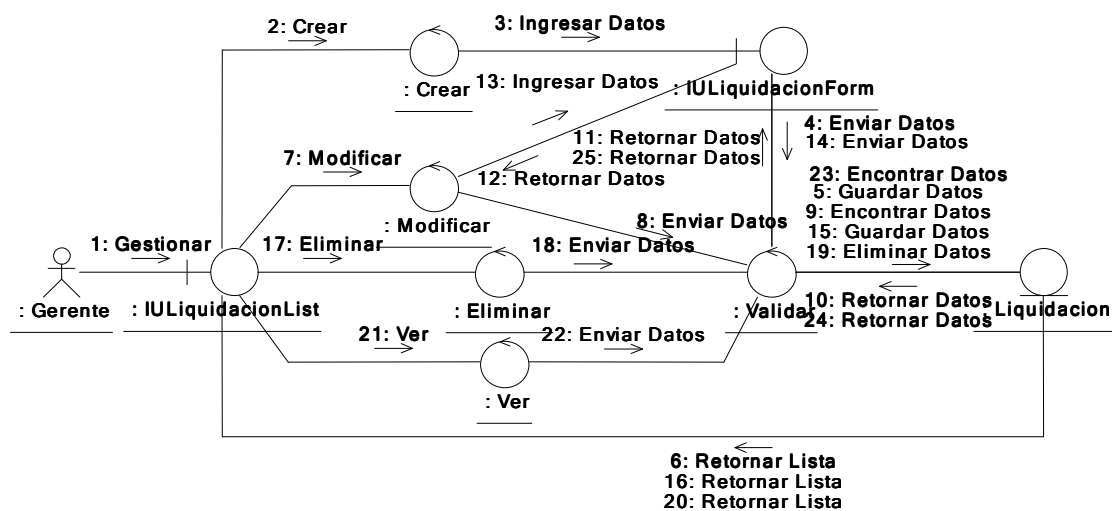 2: Crear
3: Ingresar Datos
: Crear
13: Ingresar Datos
: IULiquidacionForm
4: Enviar Datos
14: Enviar Datos
11: Retornar Datos
25: Retornar Datos
7: Modificar
12: Retornar Datos
23: Encontrar Datos
5: Guardar Datos
9: Encontrar Datos
15: Guardar Datos
19: Eliminar Datos
: Modificar
8: Enviar Datos
1: Gestionar
17: Eliminar
18: Enviar Datos
: Gerente
: IULiquidacionList
: Eliminar
: Validar
10: Retornar Datos
24: Retornar Datos
: Liquidacion
21: Ver
22: Enviar Datos
: Ver
6: Retornar Lista
16: Retornar Lista
20: Retornar Lista